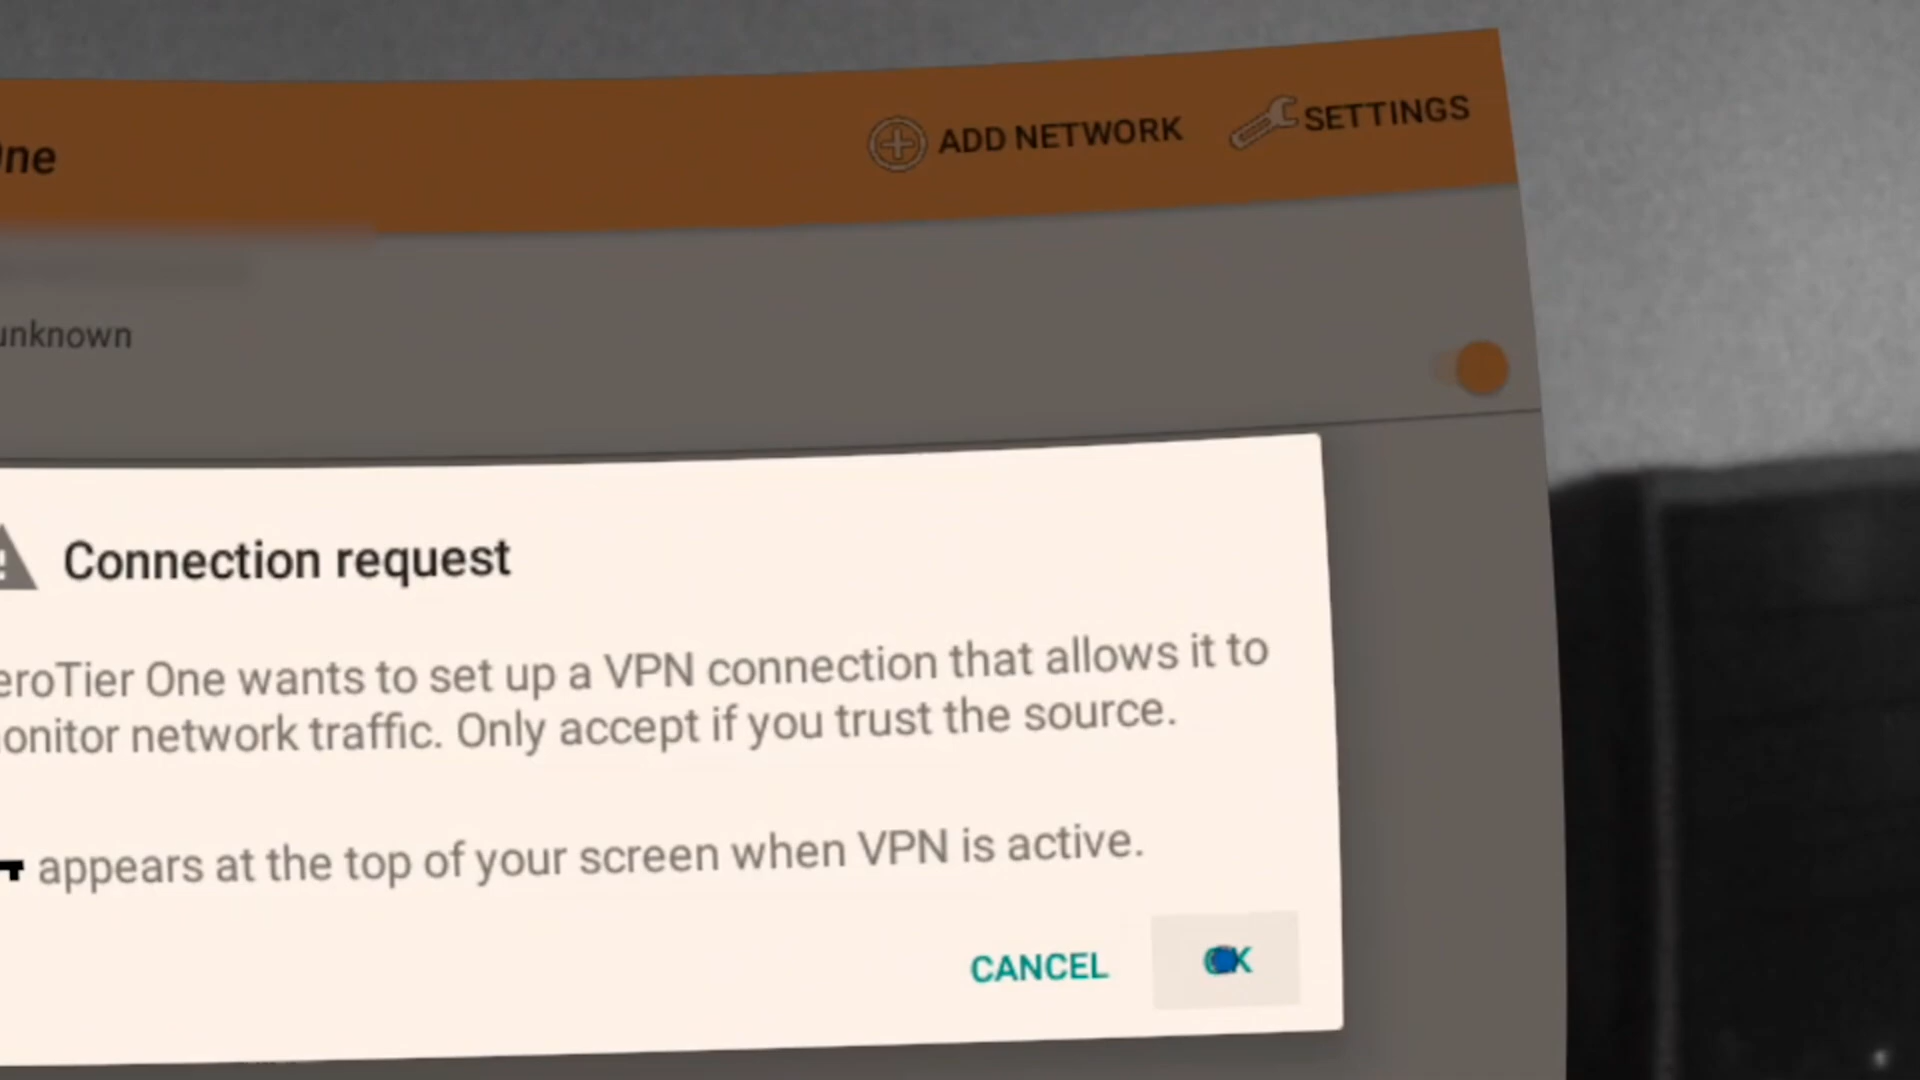 One
ADD NETWORK
SETTINGS
unknown
Connection request
eroTier One wants to set up a VPN connection that allows it to
onitor network traffic. Only accept if you trust the source.
appears at the top of your screen when VPN is active.
CANCEL
OK